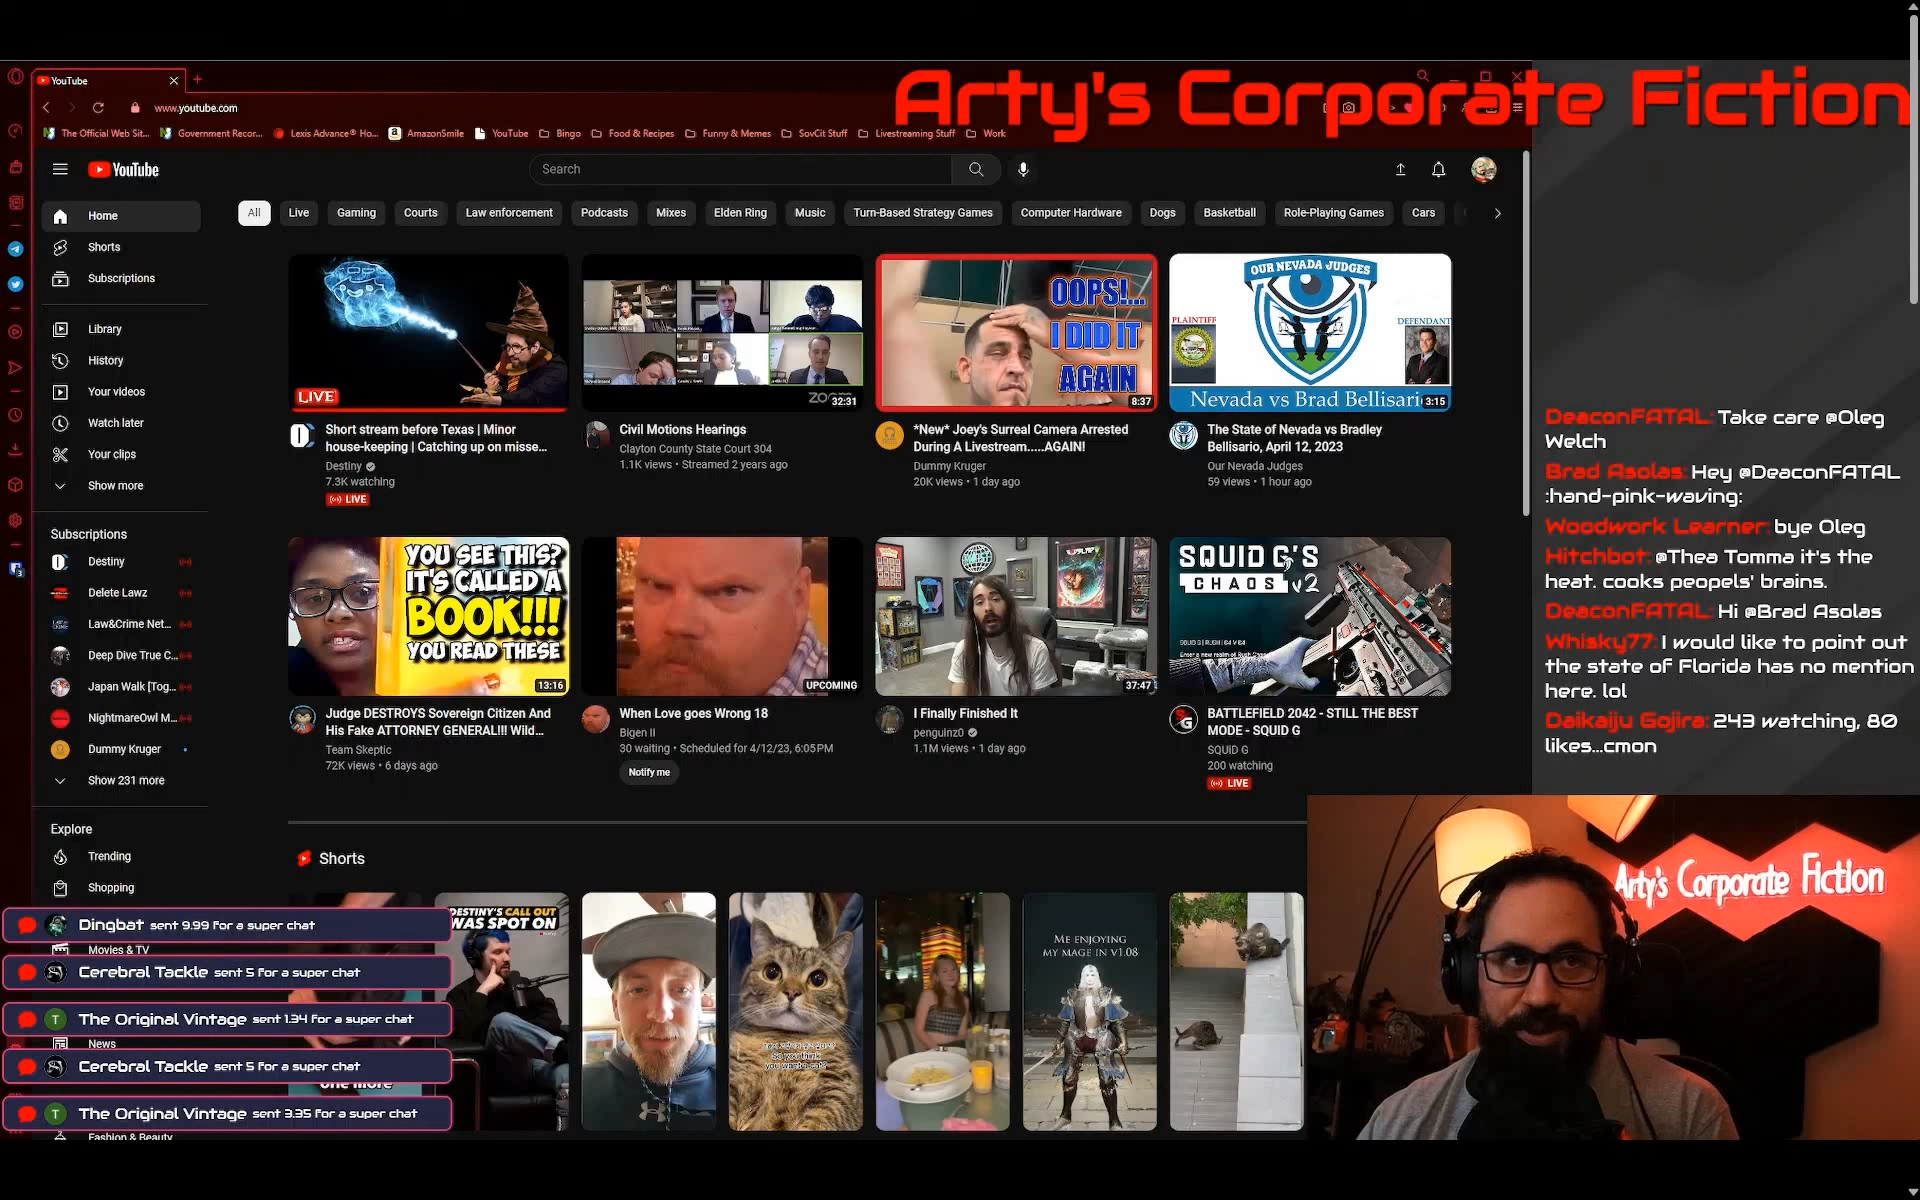 Arty's Corporate Fiction
YouTube
www.youtube.com
The Official Web Sit...
Government Recor...
Lexis Advance® Ho...
AmazonSmile
YouTube
Bingo
Food & Recipes
Funny & Memes
SovCit Stuff
Livestreaming Stuff
Work
YouTube
Search
Home
Shorts
Subscriptions
Library
History
Your videos
Watch later
Your clips
Show more
Subscriptions
Destiny
Delete Lawz
Law&Crime Net...
Deep Dive True C...
Japan Walk [Tog...
NightmareOwl M...
Dummy Kruger
Show 231 more
Explore
Trending
Shopping
Movies & TV
News
Fashion & Beauty
All
Live
Gaming
Courts
Law enforcement
Podcasts
Mixes
Elden Ring
Music
Turn-Based Strategy Games
Computer Hardware
Dogs
Basketball
Role-Playing Games
Cars
LIVE
Short stream before Texas | Minor
house-keeping | Catching up on misse...
Destiny
7.3K watching
LIVE
32:31
Civil Motions Hearings
Clayton County State Court 304
1.1K views • Streamed 2 years ago
OOPS!...
I DID IT
AGAIN
8:37
*New* Joey's Surreal Camera Arrested
During A Livestream.....AGAIN!
Dummy Kruger
20K views • 1 day ago
OUR NEVADA JUDGES
PLAINTIFF
DEFENDANT
Nevada vs Brad Bellisari
3:15
The State of Nevada vs Bradley
Bellisario, April 12, 2023
Our Nevada Judges
59 views • 1 hour ago
YOU SEE THIS?
IT'S CALLED A
BOOK!!!
YOU READ THESE
13:16
Judge DESTROYS Sovereign Citizen And
His Fake ATTORNEY GENERAL!!! Wild...
Team Skeptic
72K views • 6 days ago
UPCOMING
When Love goes Wrong 18
Bigen II
30 waiting • Scheduled for 4/12/23, 6:05 PM
Notify me
37:47
I Finally Finished It
penguinz0
1.1M views • 1 day ago
SQUID G'S
CHAOS v2
BATTLEFIELD 2042 - STILL THE BEST
MODE - SQUID G
SQUID G
200 watching
LIVE
Shorts
DESTINY'S CALL OUT
WAS SPOT ON
So you think
you want a cat?
ME ENJOYING
MY MAGE IN V1.08
Dingbat sent 9.99 for a super chat
Cerebral Tackle sent 5 for a super chat
The Original Vintage sent 1.34 for a super chat
Cerebral Tackle sent 5 for a super chat
one more
The Original Vintage sent 3.35 for a super chat
DeaconFATAL: Take care @Oleg
Welch
Brad Asolas: Hey @DeaconFATAL
:hand-pink-waving:
Woodwork Learner: bye Oleg
Hitchbot: @Thea Tomma it's the
heat. cooks peopels' brains.
DeaconFATAL: Hi @Brad Asolas
Whisky77: I would like to point out
the state of Florida has no mention
here. lol
Daikaiju Gojira: 243 watching, 80
likes...cmon
Arty's Corporate Fiction